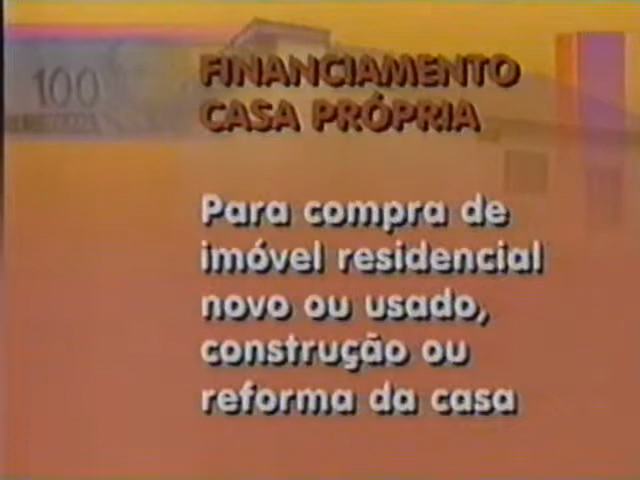 100
FINANCIAMENTO
CASA PRÓPRIA
Para compra de
imóvel residencial
novo ou usado,
construção ou
reforma da casa